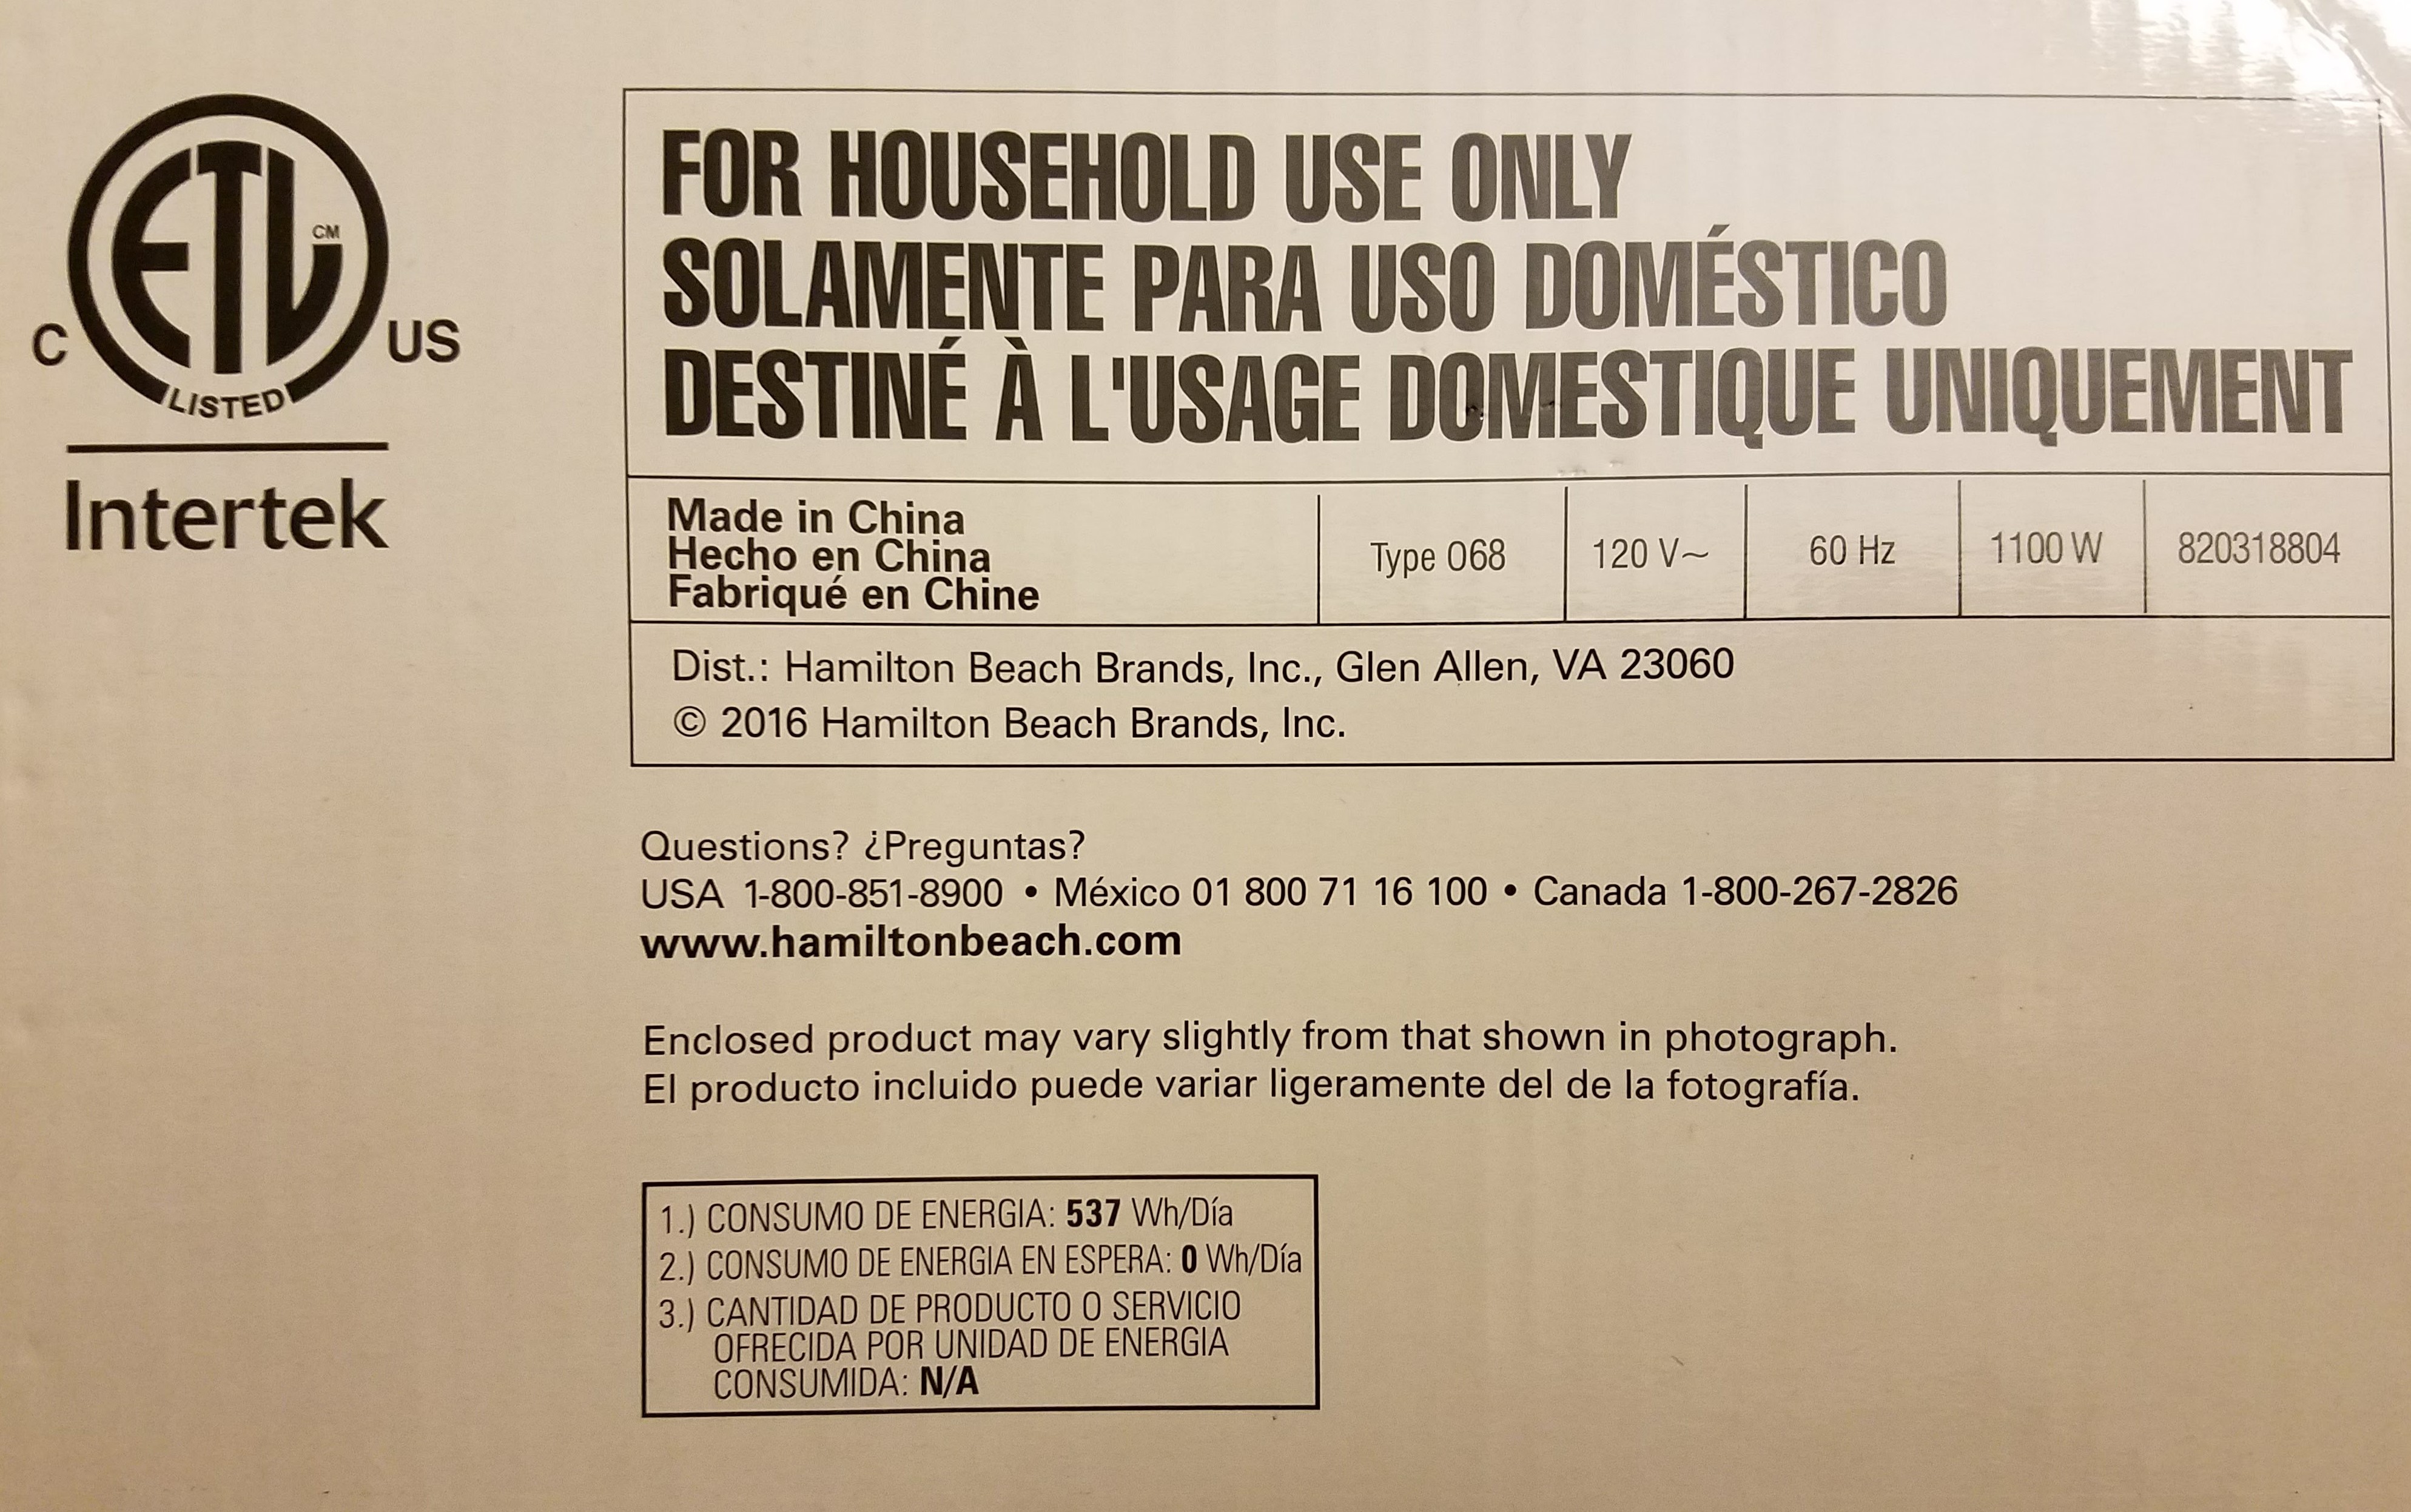 ETL CM
C US
LISTED
Intertek
FOR HOUSEHOLD USE ONLY
SOLAMENTE PARA USO DOMÉSTICO
DESTINÉ À L'USAGE DOMESTIQUE UNIQUEMENT
Made in China
Hecho en China
Fabriqué en Chine
Type O68
120 V~
60 Hz
1100 W
820318804
Dist.: Hamilton Beach Brands, Inc., Glen Allen, VA 23060
© 2016 Hamilton Beach Brands, Inc.
Questions? ¿Preguntas?
USA 1-800-851-8900 • México 01 800 71 16 100 • Canada 1-800-267-2826
www.hamiltonbeach.com
Enclosed product may vary slightly from that shown in photograph.
El producto incluido puede variar ligeramente del de la fotografía.
1.) CONSUMO DE ENERGIA: 537 Wh/Día
2.) CONSUMO DE ENERGIA EN ESPERA: 0 Wh/Día
3.) CANTIDAD DE PRODUCTO O SERVICIO
OFRECIDA POR UNIDAD DE ENERGIA
CONSUMIDA: N/A